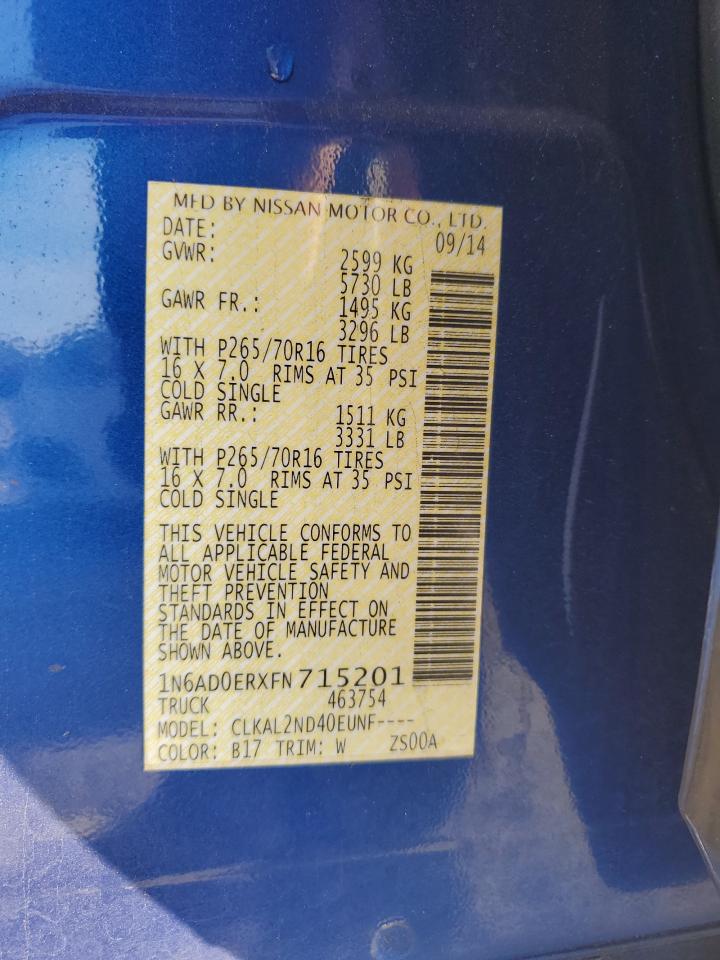 MFD BY NISSAN MOTOR CO., LTD.
DATE: 09/14
GVWR: 2599 KG
5730 LB
GAWR FR.: 1495 KG
3296 LB
WITH P265/70R16 TIRES
16 X 7.0 RIMS AT 35 PSI
COLD SINGLE
GAWR RR.: 1511 KG
3331 LB
WITH P265/70R16 TIRES
16 X 7.0 RIMS AT 35 PSI
COLD SINGLE
THIS VEHICLE CONFORMS TO
ALL APPLICABLE FEDERAL
MOTOR VEHICLE SAFETY AND
THEFT PREVENTION
STANDARDS IN EFFECT ON
THE DATE OF MANUFACTURE
SHOWN ABOVE.
1N6AD0ERXFN715201
TRUCK 463754
MODEL: CLKAL2ND40EUNF----
COLOR: B17 TRIM: W ZS00A